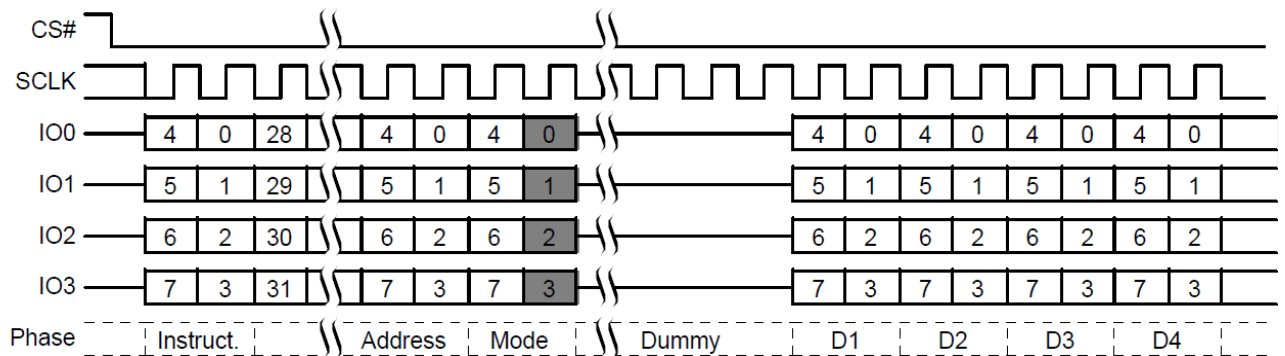 CS#
SCLK
IO0 4 0 28 4 0 4 0 4 0 4 0 4 0 4 0
IO1 5 1 29 5 1 5 1 5 1 5 1 5 1 5 1
IO2 6 2 30 6 2 6 2 6 2 6 2 6 2 6 2
IO3 7 3 31 7 3 7 3 7 3 7 3 7 3 7 3
Phase Instruct. Address Mode Dummy D1 D2 D3 D4